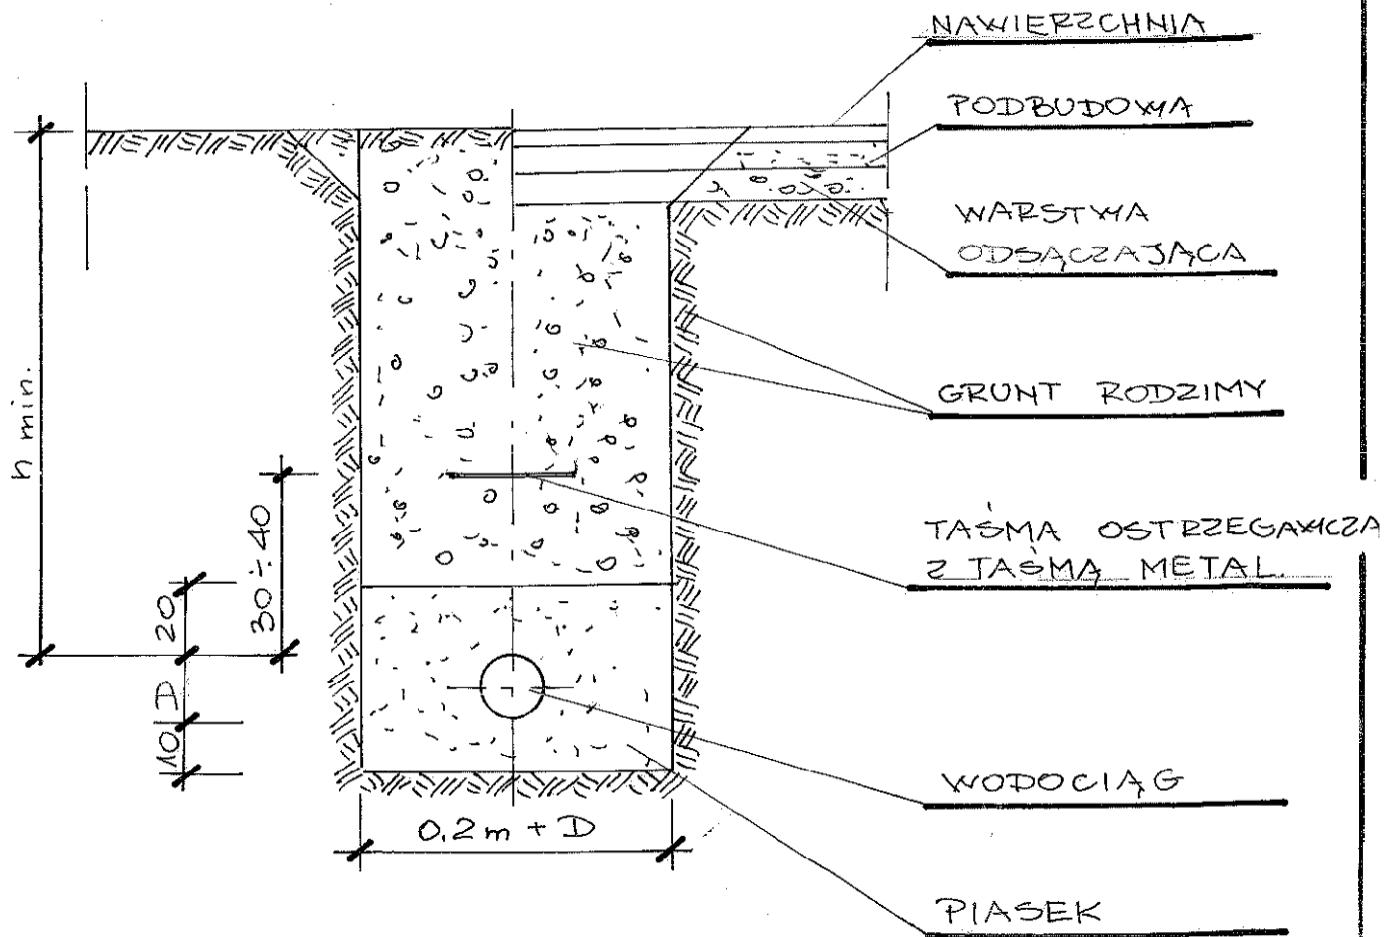 NAWIERZCHNIA
PODBUDOWA
WARSTWA
ODSĄCZAJĄCA
GRUNT RODZIMY
TAŚMA OSTRZEGAWCZA
Z TAŚMĄ METAL.
WODOCIĄG
PIASEK
h min.
30÷40
20
D
10
0,2m + D